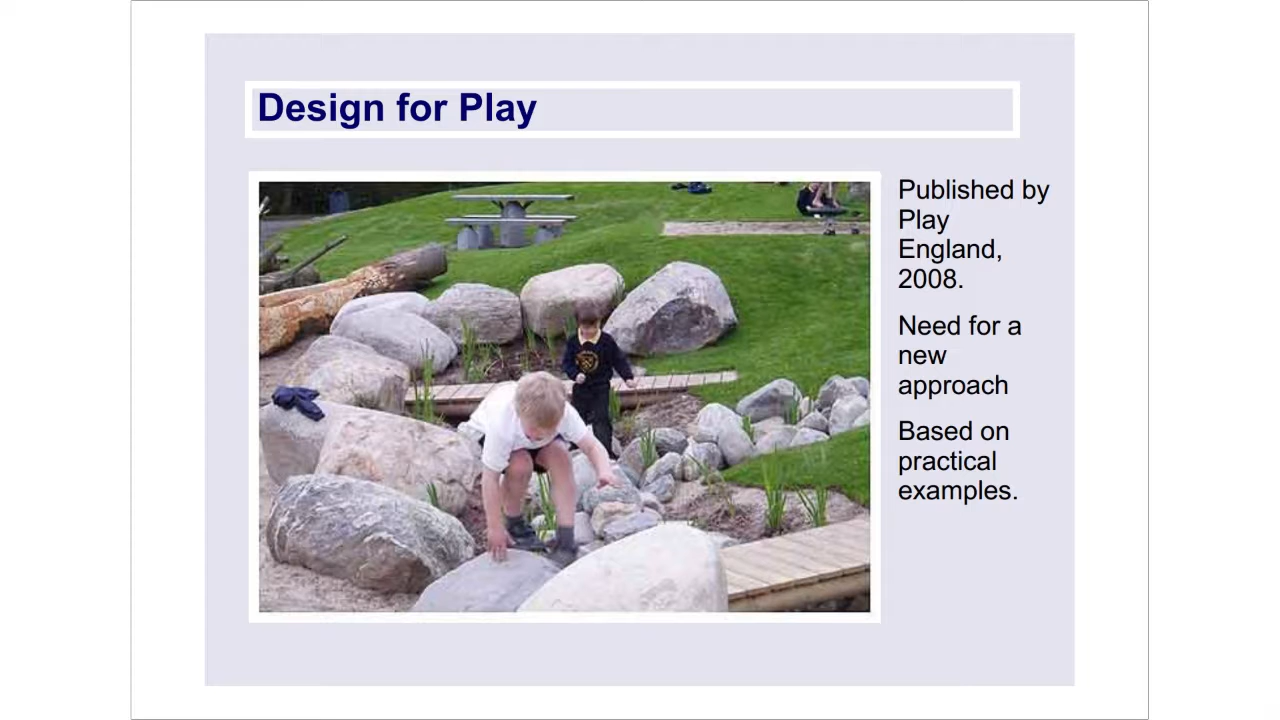 Design for Play
Published by
Play
England,
2008.
Need for a
new
approach
Based on
practical
examples.